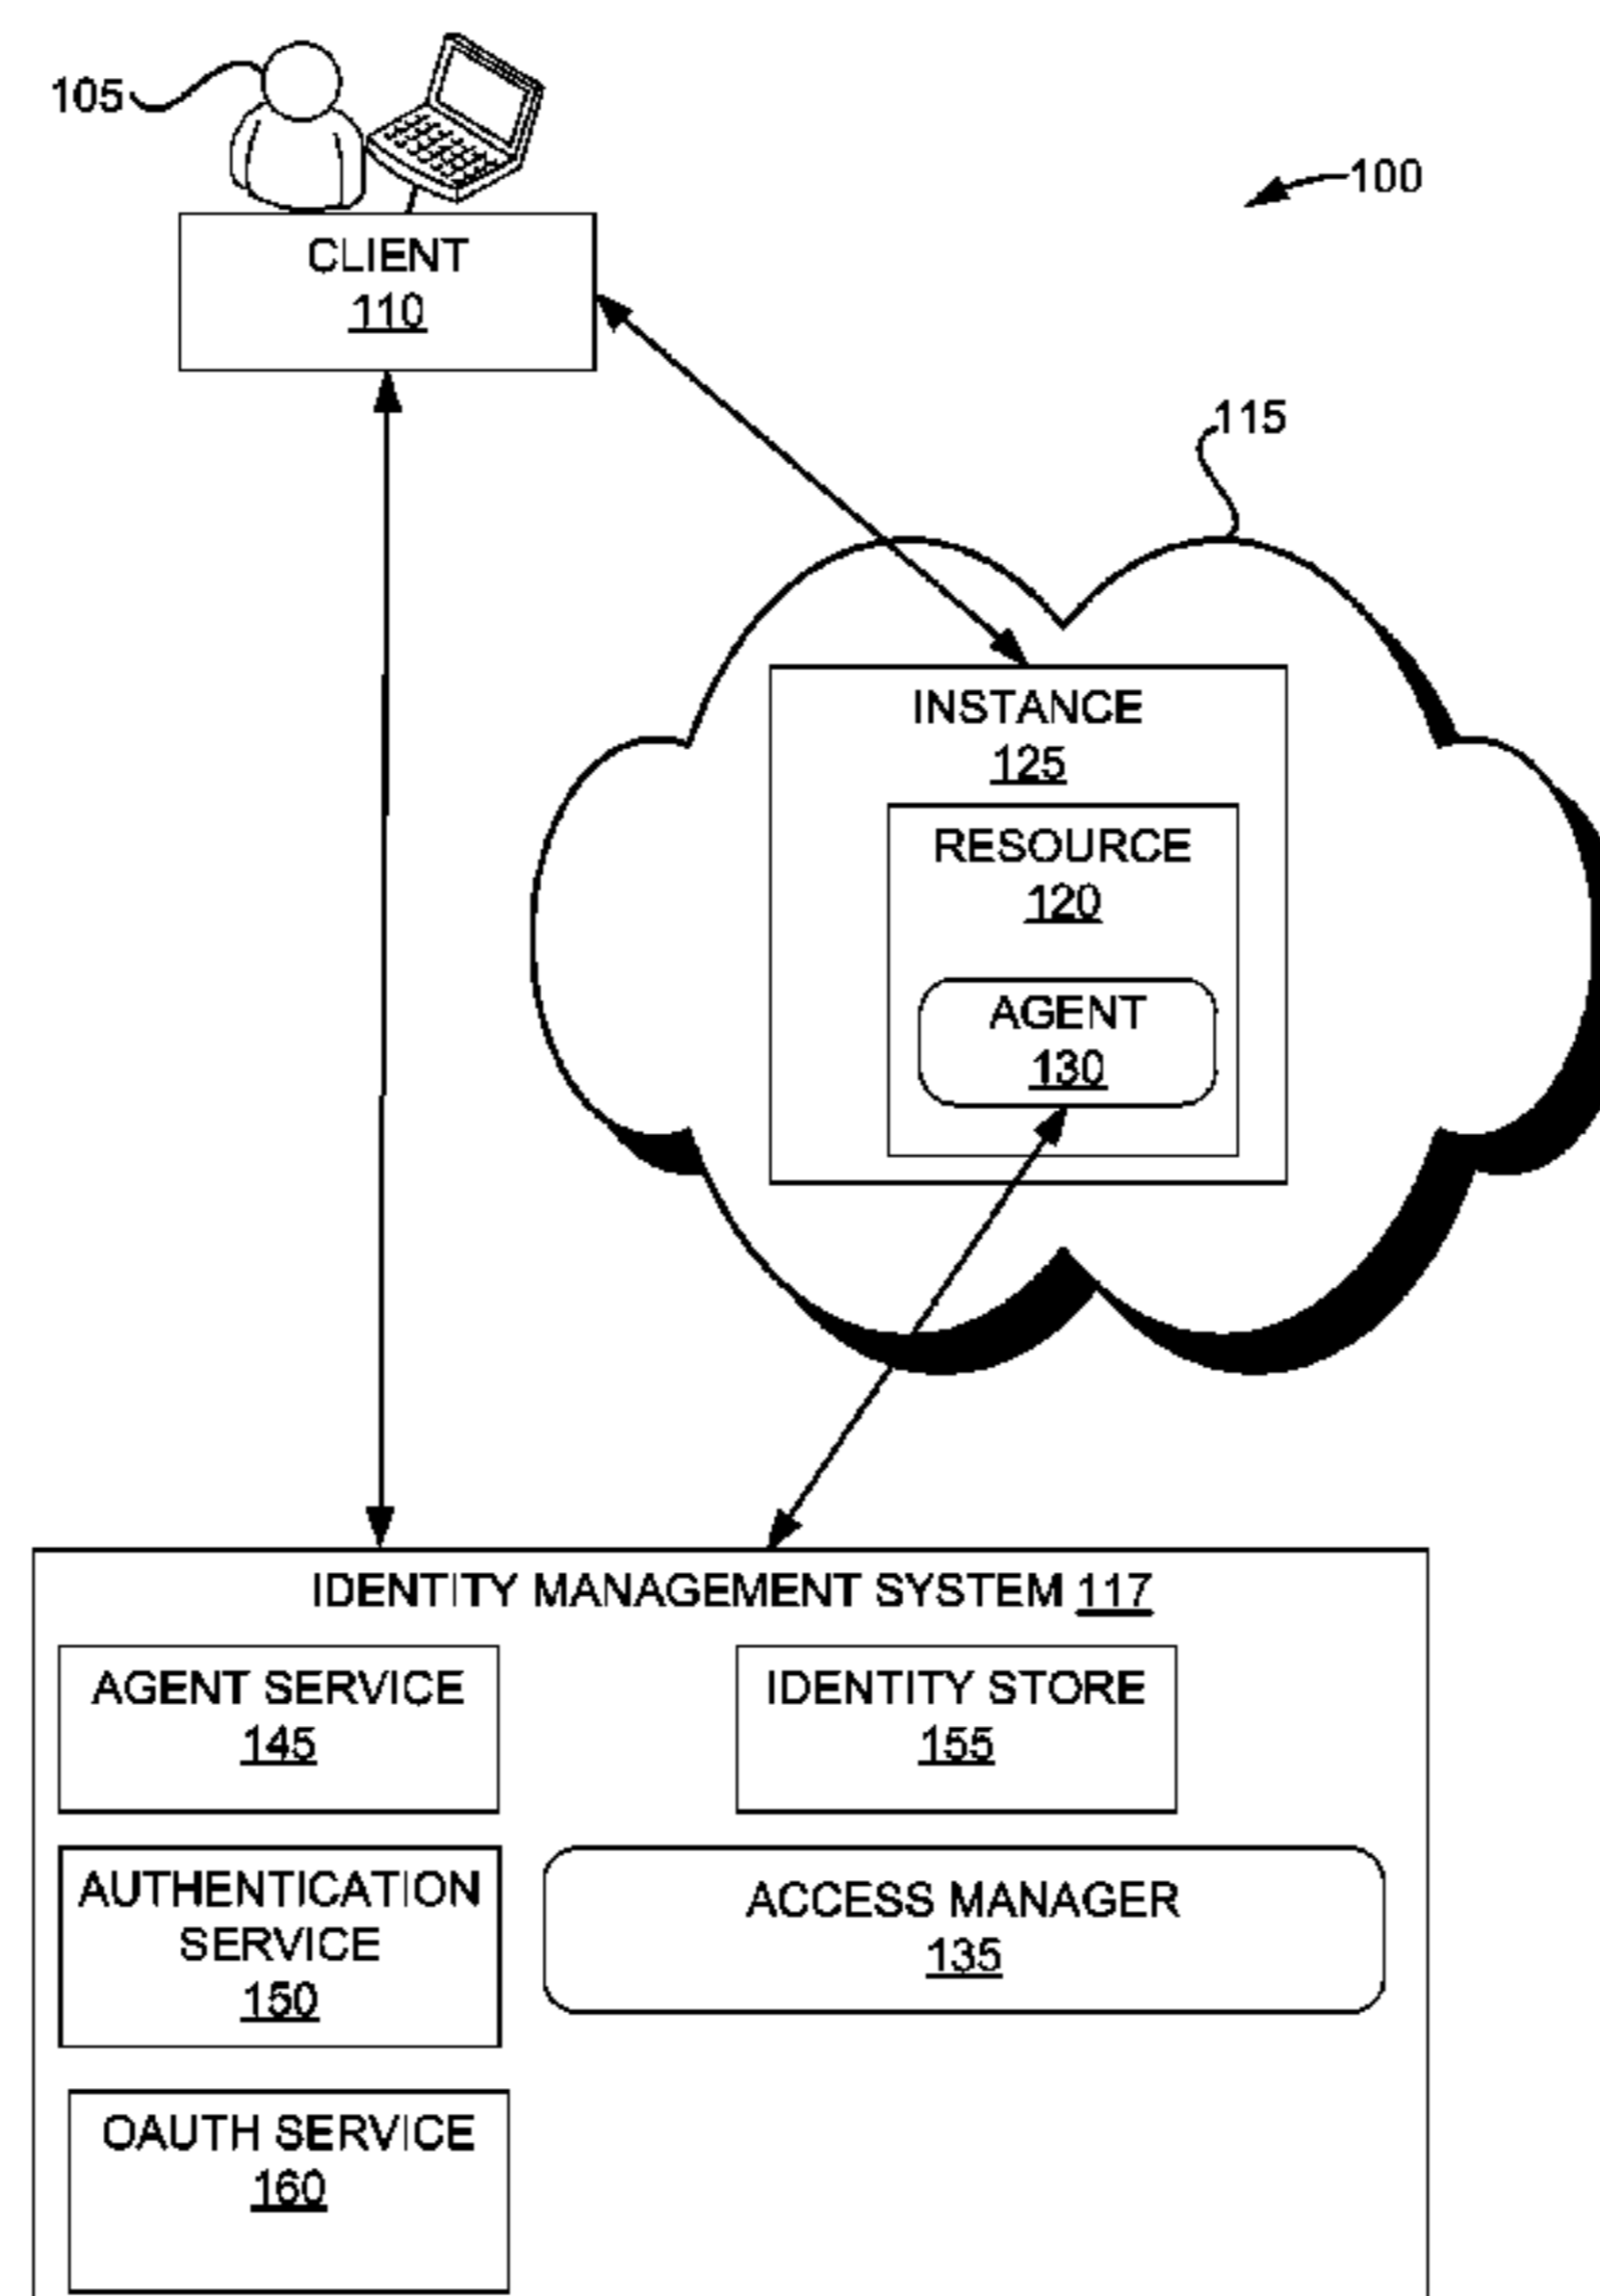 105
100
CLIENT
110
115
INSTANCE
125
RESOURCE
120
AGENT
130
IDENTITY MANAGEMENT SYSTEM 117
AGENT SERVICE
145
IDENTITY STORE
155
AUTHENTICATION
SERVICE
150
ACCESS MANAGER
135
OAUTH SERVICE
160